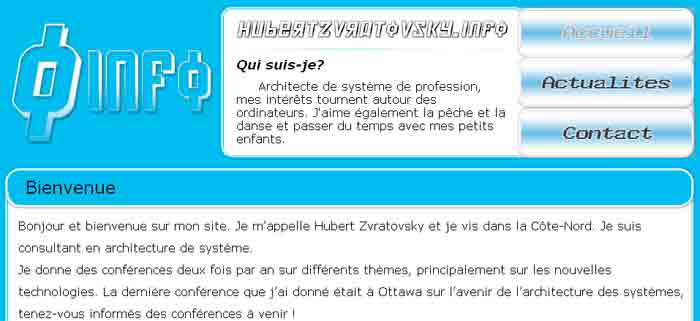 INFO
HUBERTZVRATOVSKY.INFO
Accueil
Qui suis-je?
Architecte de système de profession,
mes intérêts tournent autour des
ordinateurs. J'aime également la pêche et la
danse et passer du temps avec mes petits
enfants.
Actualites
Contact
Bienvenue
Bonjour et bienvenue sur mon site. Je m'appelle Hubert Zvratovsky et je vis dans la Côte-Nord. Je suis
consultant en architecture de système.
Je donne des conférences deux fois par an sur différents thèmes, principalement sur les nouvelles
technologies. La dernière conférence que j'ai donné était à Ottawa sur l'avenir de l'architecture des systèmes,
tenez-vous informés des conférences à venir !